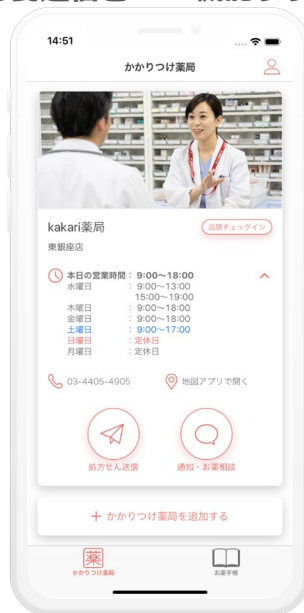 14:51
かかりつけ薬局
kakari薬局
店頭チェックイン
東銀座店
本日の営業時間： 9:00〜18:00
水曜日 : 9:00〜13:00
15:00〜19:00
木曜日 : 9:00〜18:00
金曜日 : 9:00〜18:00
土曜日 : 9:00〜17:00
日曜日 : 定休日
月曜日 : 定休日
03-4405-4905
地図アプリで開く
処方せん送信
通知・お薬相談
+ かかりつけ薬局を追加する
薬
かかりつけ薬局
お薬手帳